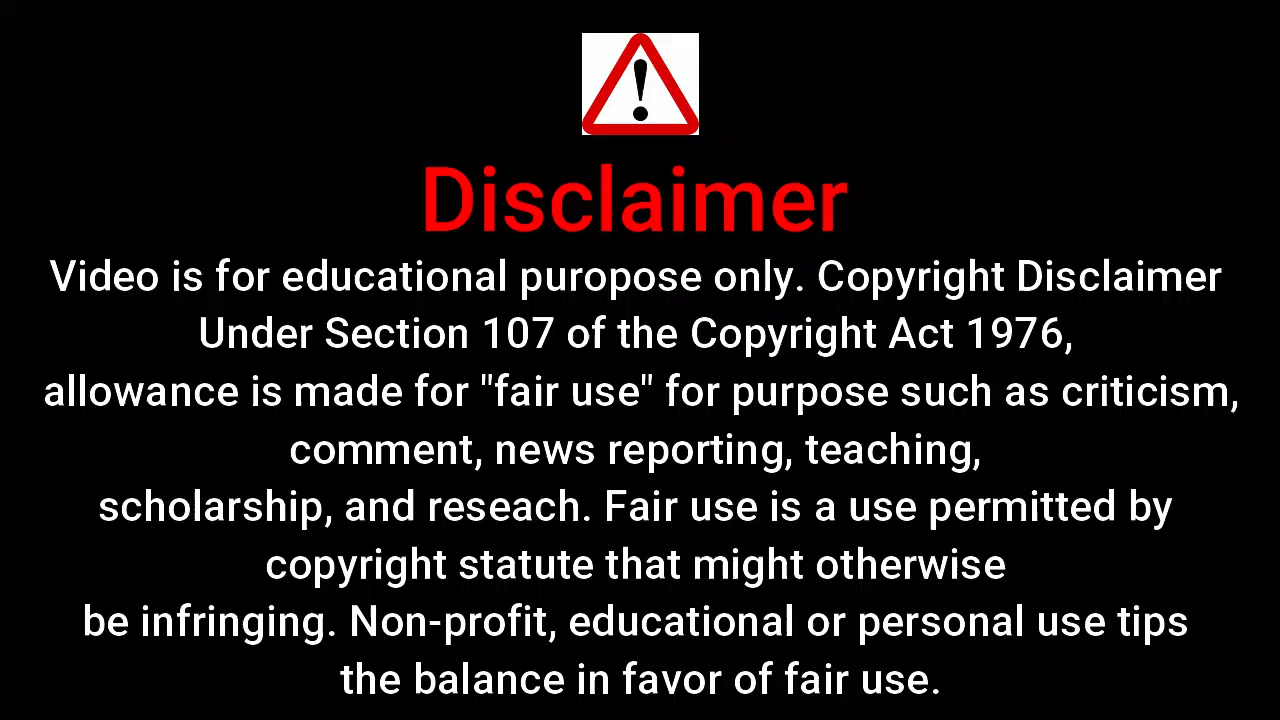 Disclaimer
Video is for educational puropose only. Copyright Disclaimer
Under Section 107 of the Copyright Act 1976,
allowance is made for "fair use" for purpose such as criticism,
comment, news reporting, teaching,
scholarship, and reseach. Fair use is a use permitted by
copyright statute that might otherwise
be infringing. Non-profit, educational or personal use tips
the balance in favor of fair use.